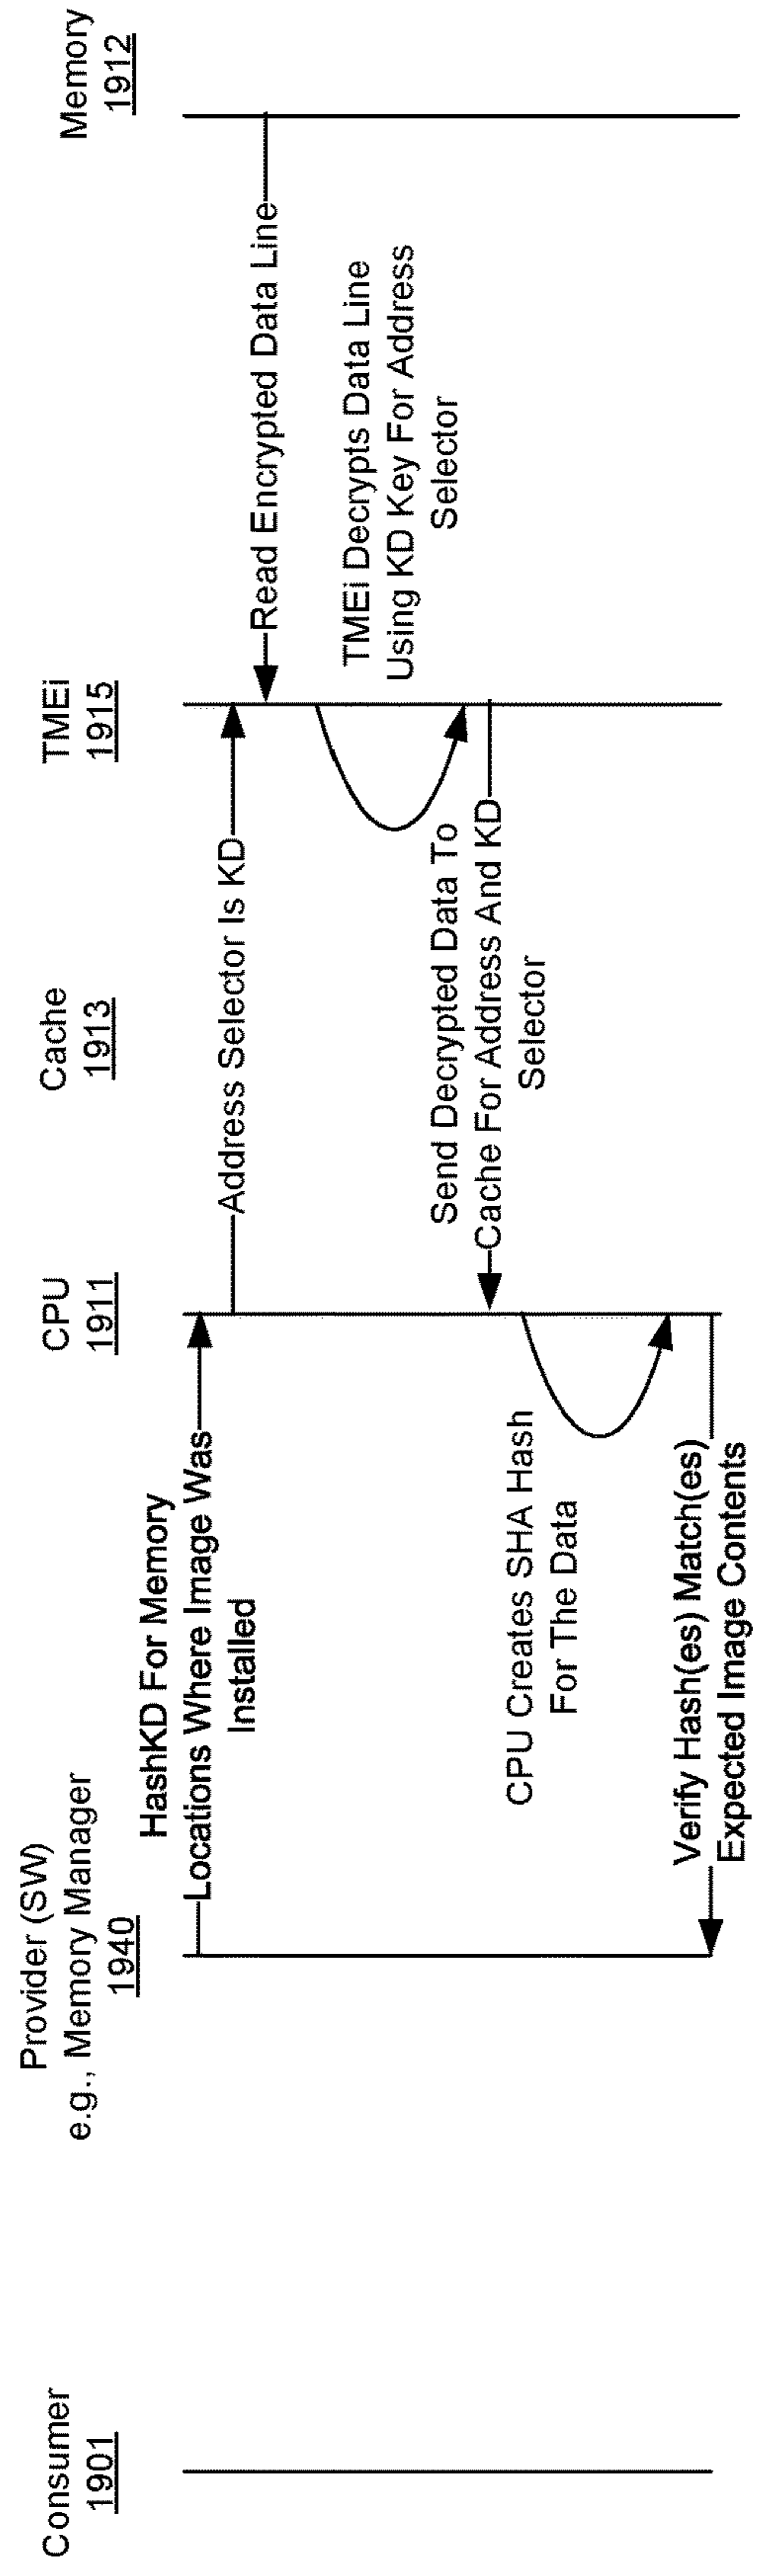 Consumer
1901
Provider (SW)
e.g., Memory Manager
1940
CPU
1911
Cache
1913
TMEi
1915
Memory
1912
HashKD For Memory
Locations Where Image Was
Installed
Address Selector Is KD
Read Encrypted Data Line
TMEi Decrypts Data Line
Using KD Key For Address
Selector
Send Decrypted Data To
Cache For Address And KD
Selector
CPU Creates SHA Hash
For The Data
Verify Hash(es) Match(es)
Expected Image Contents